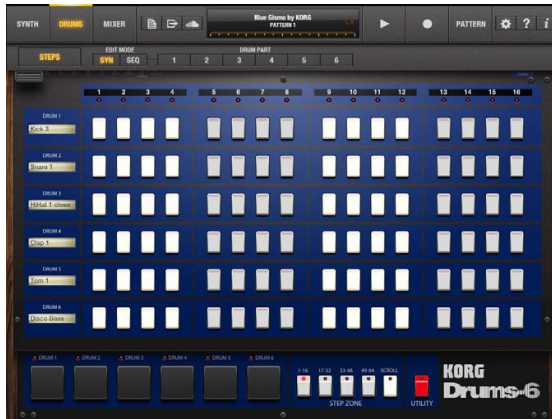 SYNTH DRUMS MIXER
Blue Gismo by KORG
PATTERN 1
PATTERN ? i
STEPS
EDIT MODE
SYN SEQ
DRUM PART
1 2 3 4 5 6
1 2 3 4 5 6 7 8 9 10 11 12 13 14 15 16
DRUM 1
Kick 3
DRUM 2
Snare 1
DRUM 3
HiHat 1 close
DRUM 4
Clap 1
DRUM 5
Tom 1
DRUM 6
Disco Bass
DRUM 1 DRUM 2 DRUM 3 DRUM 4 DRUM 5 DRUM 6
1-16 17-32 33-48 49-64 SCROLL
STEP ZONE
UTILITY
KORG
Drums-6